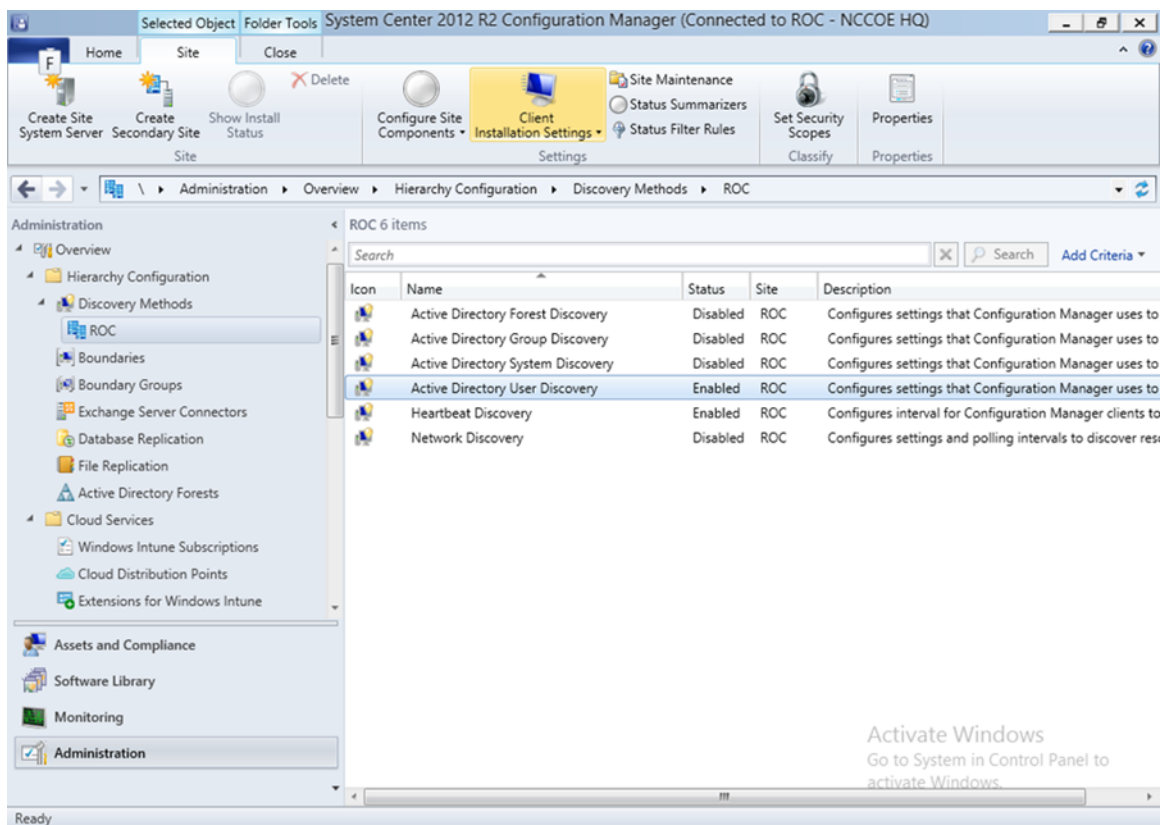 Selected Object Folder Tools System Center 2012 R2 Configuration Manager (Connected to ROC - NCCOE HQ)
F Home Site Close
Create Site System Server
Create Secondary Site
Show Install Status
Delete
Site
Configure Site Components
Client Installation Settings
Site Maintenance
Status Summarizers
Status Filter Rules
Settings
Set Security Scopes
Classify
Properties
Properties
\ Administration Overview Hierarchy Configuration Discovery Methods ROC
Administration
Overview
Hierarchy Configuration
Discovery Methods
ROC
Boundaries
Boundary Groups
Exchange Server Connectors
Database Replication
File Replication
Active Directory Forests
Cloud Services
Windows Intune Subscriptions
Cloud Distribution Points
Extensions for Windows Intune
Assets and Compliance
Software Library
Monitoring
Administration
ROC 6 items
Search Search Add Criteria
Icon Name Status Site Description
Active Directory Forest Discovery Disabled ROC Configures settings that Configuration Manager uses to
Active Directory Group Discovery Disabled ROC Configures settings that Configuration Manager uses to
Active Directory System Discovery Disabled ROC Configures settings that Configuration Manager uses to
Active Directory User Discovery Enabled ROC Configures settings that Configuration Manager uses to
Heartbeat Discovery Enabled ROC Configures interval for Configuration Manager clients to
Network Discovery Disabled ROC Configures settings and polling intervals to discover res
Activate Windows
Go to System in Control Panel to
activate Windows.
Ready